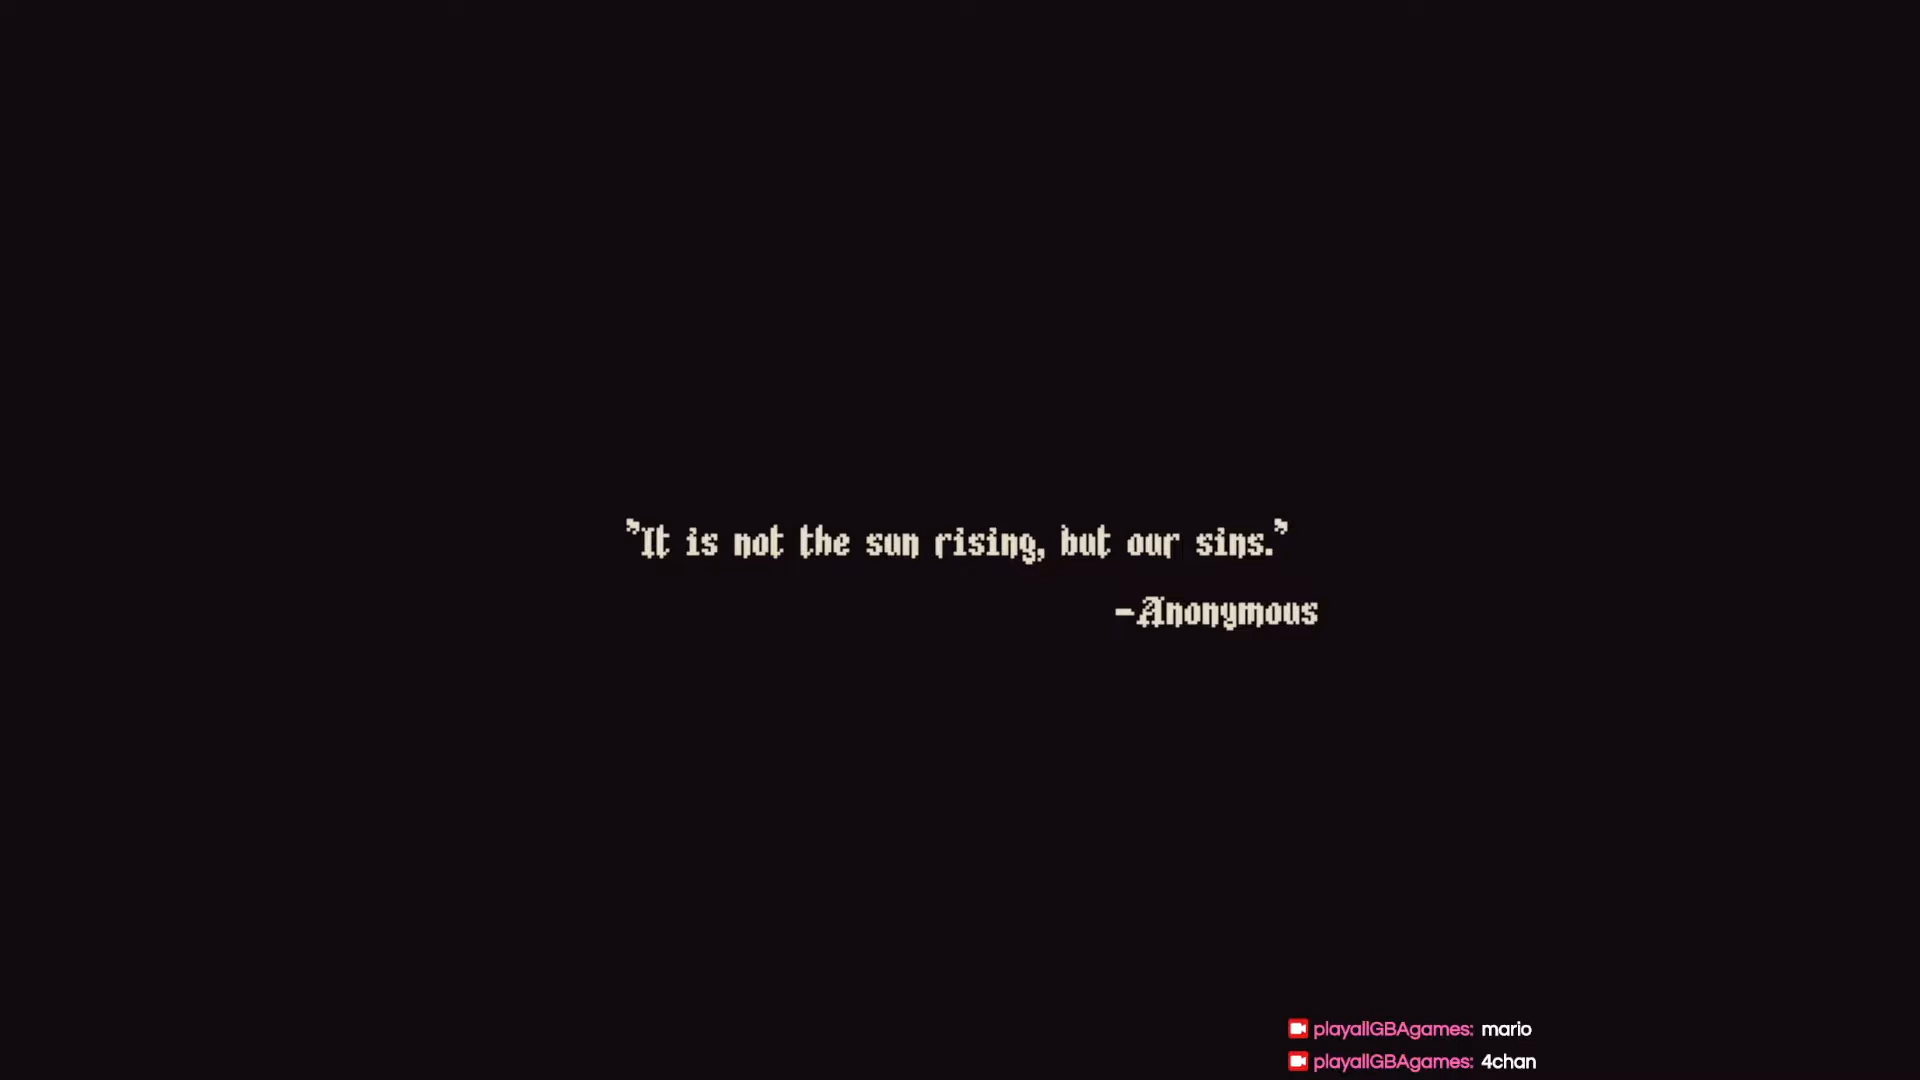 "It is not the sun rising, but our sins."
-Anonymous
playallGBAgames: mario
playallGBAgames: 4chan